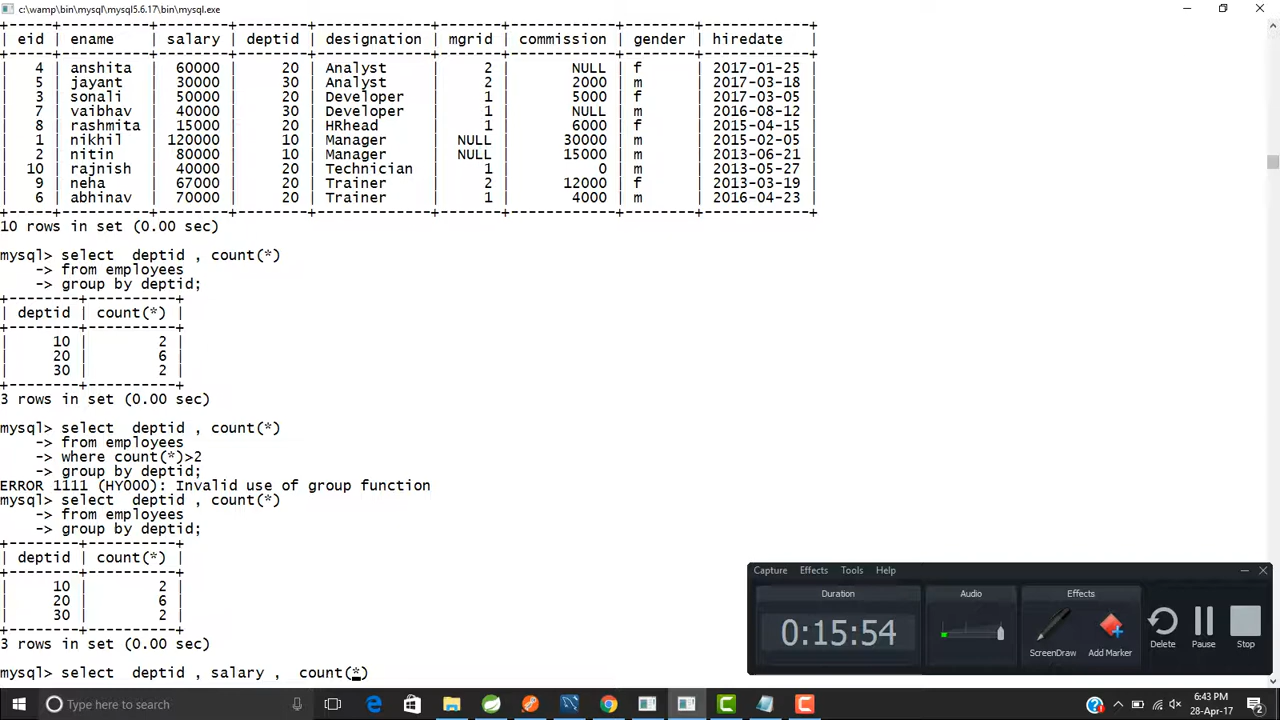 c:\wamp\bin\mysql\mysql5.6.17\bin\mysql.exe
+-------+----------+--------+--------+-------------+-------+------------+--------+------------+
| eid | ename | salary | deptid | designation | mgrid | commission | gender | hiredate |
| 4 | anshita | 60000 | 20 | Analyst | 2 | NULL | f | 2017-01-25 |
| 5 | jayant | 30000 | 30 | Analyst | 2 | 2000 | m | 2017-03-18 |
| 3 | sonali | 50000 | 20 | Developer | 1 | 5000 | f | 2017-03-05 |
| 7 | vaibhav | 40000 | 30 | Developer | 1 | NULL | m | 2016-08-12 |
| 8 | rashmita | 15000 | 20 | HRhead | 1 | 6000 | f | 2015-04-15 |
| 1 | nikhil | 120000 | 10 | Manager | NULL | 30000 | m | 2015-02-05 |
| 2 | nitin | 80000 | 10 | Manager | NULL | 15000 | m | 2013-06-21 |
| 10 | rajnish | 40000 | 20 | Technician | 1 | 0 | m | 2013-05-27 |
| 9 | neha | 67000 | 20 | Trainer | 2 | 12000 | f | 2013-03-19 |
| 6 | abhinav | 70000 | 20 | Trainer | 1 | 4000 | m | 2016-04-23 |
10 rows in set (0.00 sec)
mysql> select  deptid , count(*)
-> from employees
-> group by deptid;
| deptid | count(*) |
| 10 | 2 |
| 20 | 6 |
| 30 | 2 |
3 rows in set (0.00 sec)
mysql> select  deptid , count(*)
-> from employees
-> where count(*)>2
-> group by deptid;
ERROR 1111 (HY000): Invalid use of group function
mysql> select  deptid , count(*)
-> from employees
-> group by deptid;
| deptid | count(*) |
| 10 | 2 |
| 20 | 6 |
| 30 | 2 |
3 rows in set (0.00 sec)
mysql> select  deptid , salary ,  count(*)
Capture Effects Tools Help
Duration Audio Effects
0:15:54
ScreenDraw Add Marker Delete Pause Stop
Type here to search
6:43 PM
28-Apr-17
2